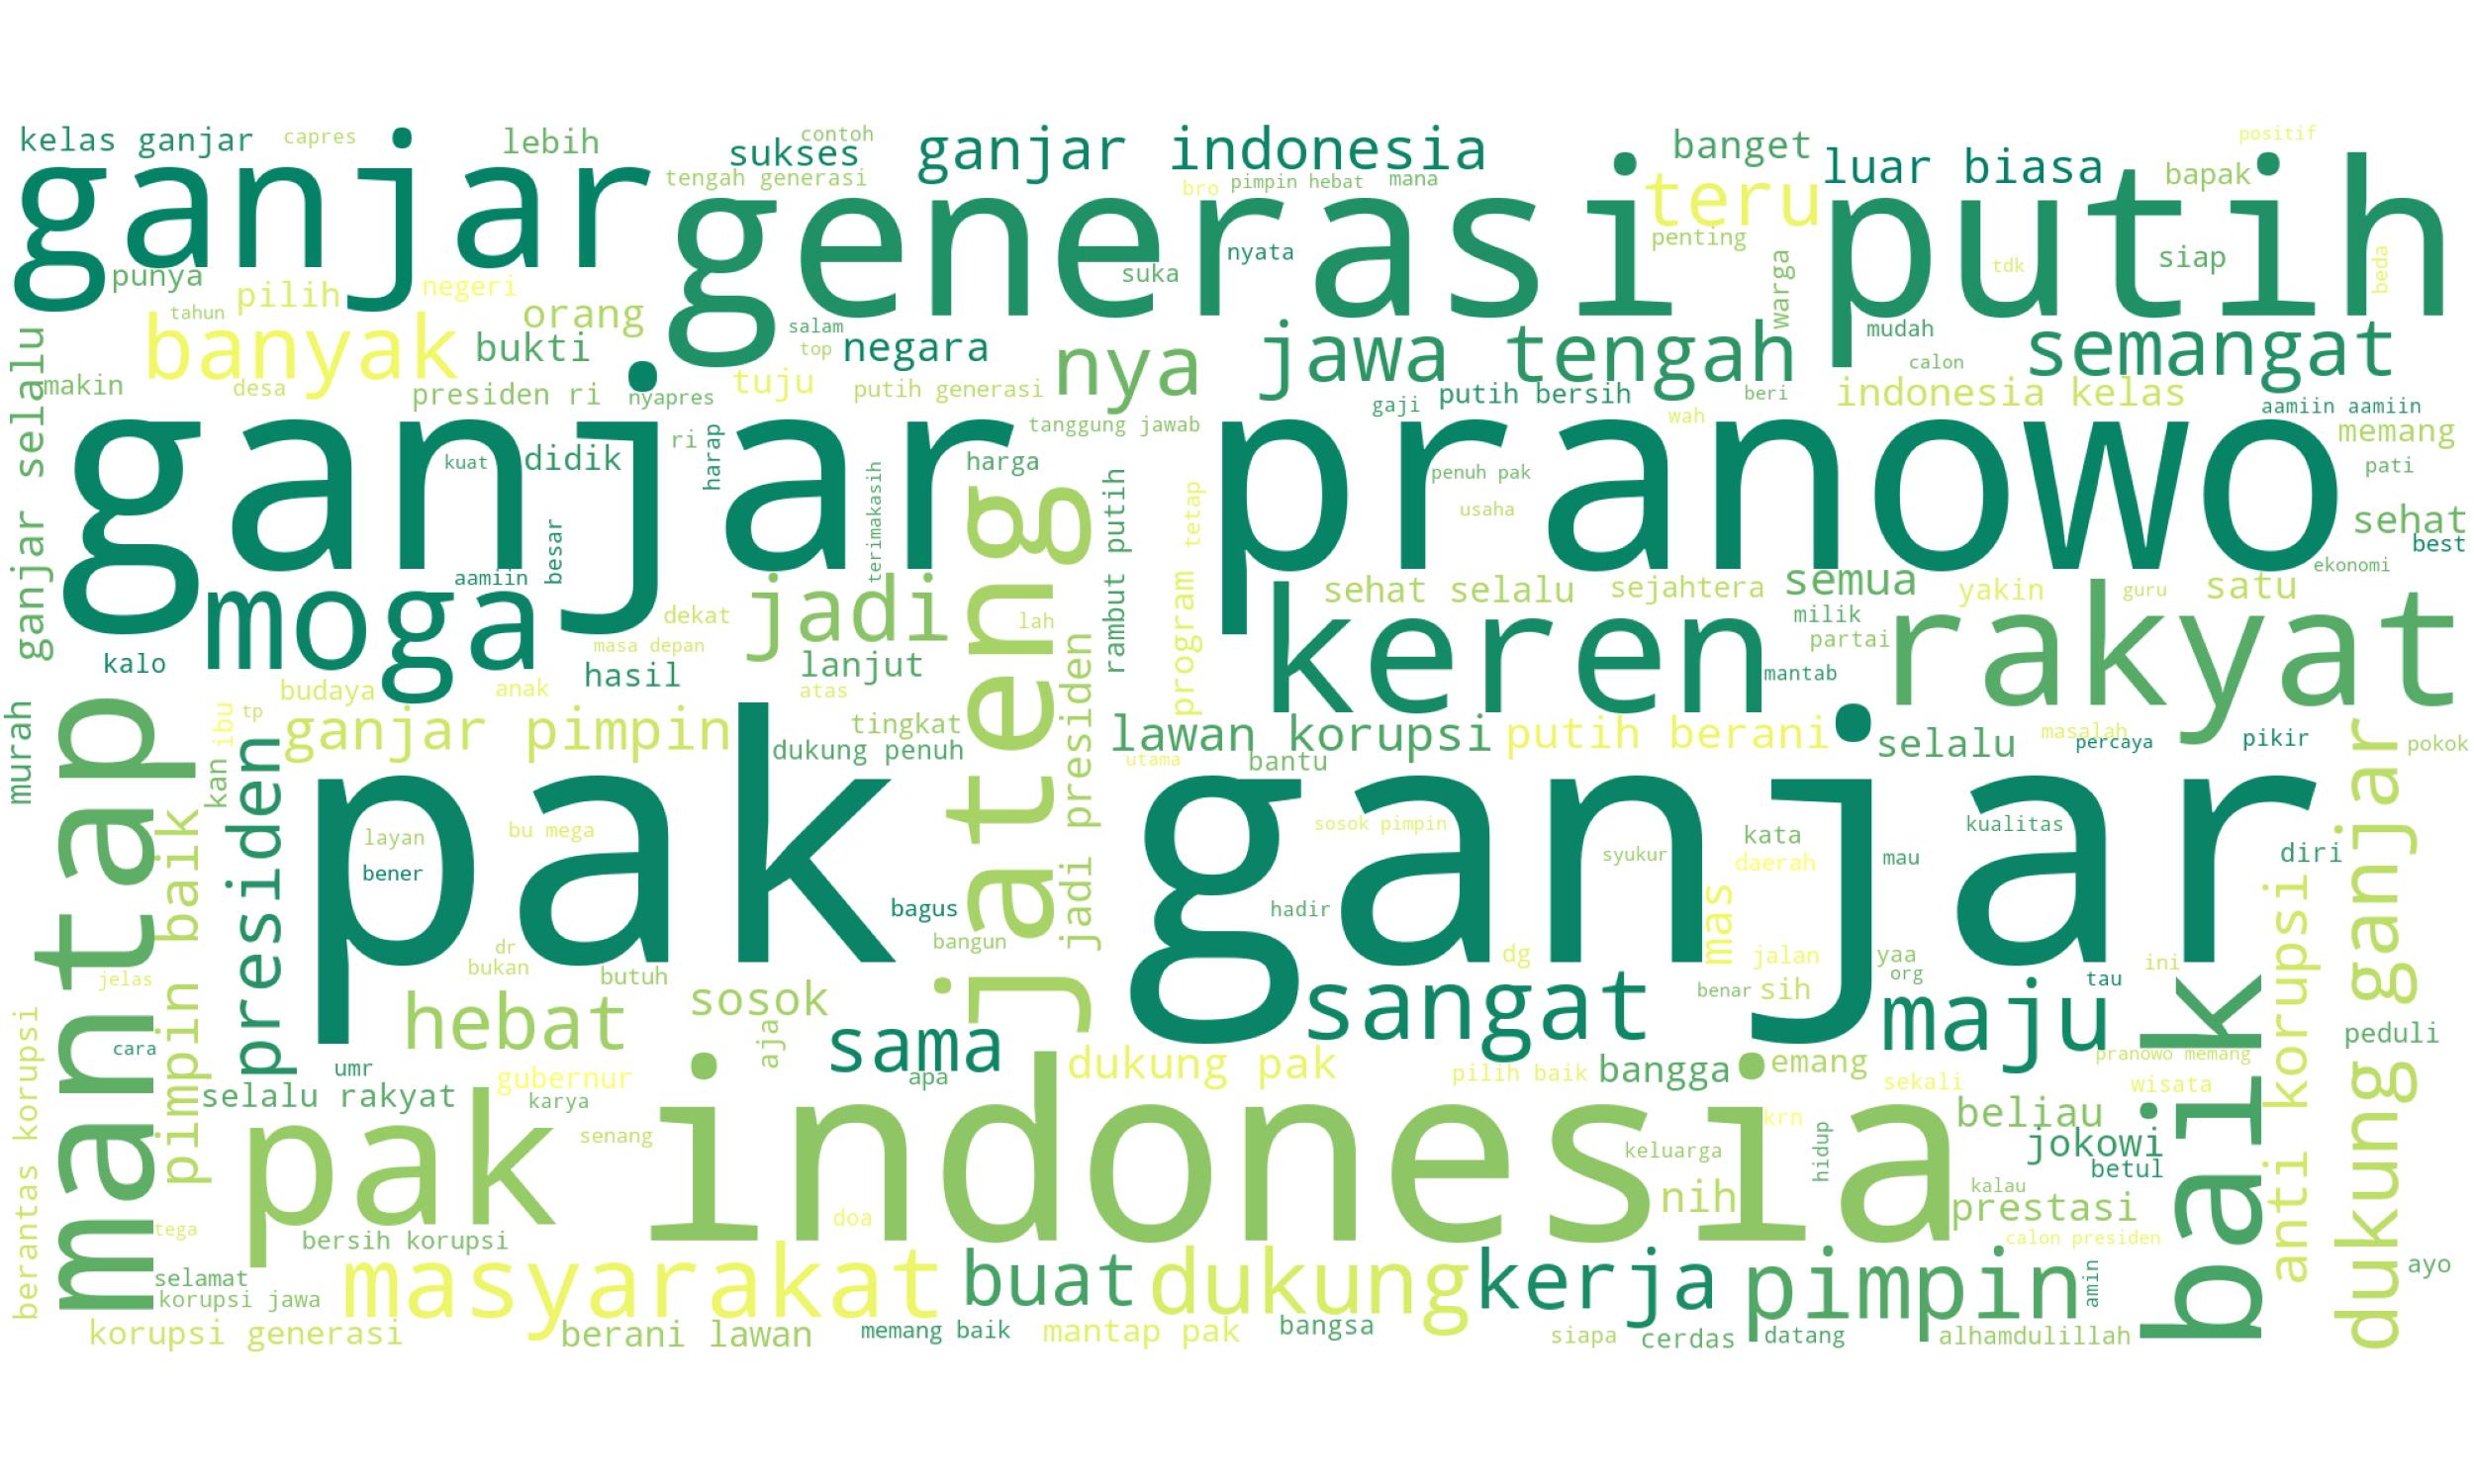 kelas ganjar
capres
lebih
contoh
sukses
ganjar indonesia
banget
positif
ganjar
tengah generasi
bro
pimpin hebat
mana
teru
luar biasa
bapak
generasi
putih
punya
suka
nyata
penting
warga
tdk
siap
beda
tahun
pilih
negeri
orang
banyak
bukti
salam
top
negara
nya
jawa tengah
mudah
calon
semangat
ganjar selalu
makin
desa
presiden ri
nyapres
tuju
putih generasi
gaji
putih bersih
beri
indonesia kelas
aamiin aamiin
tanggung jawab
wah
memang
ganjar pranowo
kuat
didik
ri
harap
terimakasih
harga
rambut putih
tetap
penuh pak
usaha
pati
sehat
best
aamiin
besar
moga
dekat
jadi
lah
jateng
program
sehat selalu
sejahtera
semua
yakin
guru
satu
ekonomi
keren
milik
partai
rakyat
kalo
masa depan
hasil
lanjut
jadi presiden
mantab
budaya
anak
atas
murah
mantap
kan
ibu
tp
ganjar pimpin
tingkat
dukung penuh
lawan korupsi
putih berani
selalu
masalah
percaya
pikir
pokok
utama
bantu
presiden
pimpin baik
pak ganjar
layan
bener
bu mega
sosok pimpin
kata
kualitas
syukur
daerah
mau
diri
dukung ganjar
bagus
hadir
mas
anti korupsi
bangun
dr
bukan
butuh
dg
jalan
yaa
org
ini
jelas
benar
sih
tau
hebat
sosok
sangat
maju
baik
berantas korupsi
cara
sama
aja
peduli
umr
gubernur
apa
dukung pak
pilih baik
bangga
emang
sekali
pranowo memang
wisata
selalu rakyat
karya
senang
krn
beliau
pak
indonesia
keluarga
hidup
jokowi
betul
kalau
nih
prestasi
tega
doa
bersih korupsi
calon presiden
selamat
korupsi jawa
masyarakat
buat
dukung
kerja
pimpin
amin
ayo
korupsi generasi
berani lawan
memang baik
mantap pak
bangsa
siapa
cerdas
datang
alhamdulillah